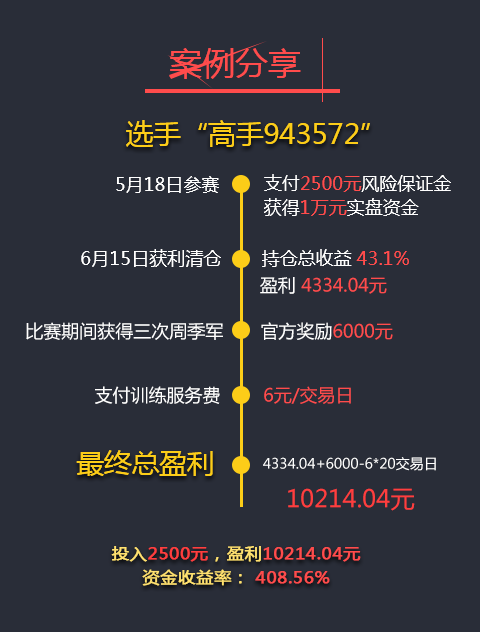 案例分享
选手“高手943572”
5月18日参赛
支付2500元风险保证金
获得1万元实盘资金
6月15日获利清仓
持仓总收益 43.1%
盈利 4334.04元
比赛期间获得三次周季军
官方奖励6000元
支付训练服务费
6元/交易日
最终总盈利
4334.04+6000-6*20交易日
10214.04元
投入2500元，盈利10214.04元
资金收益率： 408.56%